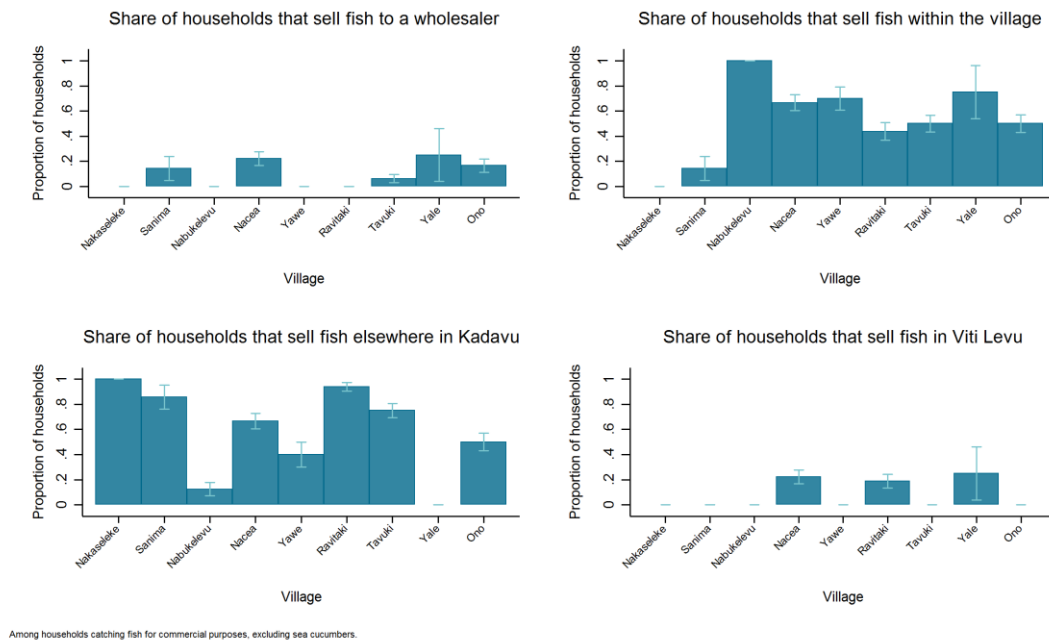 Share of households that sell fish to a wholesaler
Proportion of households
1
.8
.6
.4
.2
0
Nakaseleke
Sanima
Nabukelevu
Nacea
Yawe
Ravitaki
Tavuki
Yale
Ono
Village
Share of households that sell fish within the village
Proportion of households
1
.8
.6
.4
.2
0
Nakaseleke
Sanima
Nabukelevu
Nacea
Yawe
Ravitaki
Tavuki
Yale
Ono
Village
Share of households that sell fish elsewhere in Kadavu
Proportion of households
1
.8
.6
.4
.2
0
Nakaseleke
Sanima
Nabukelevu
Nacea
Yawe
Ravitaki
Tavuki
Yale
Ono
Village
Share of households that sell fish in Viti Levu
Proportion of households
1
.8
.6
.4
.2
0
Nakaseleke
Sanima
Nabukelevu
Nacea
Yawe
Ravitaki
Tavuki
Yale
Ono
Village
Among households catching fish for commercial purposes, excluding sea cucumbers.